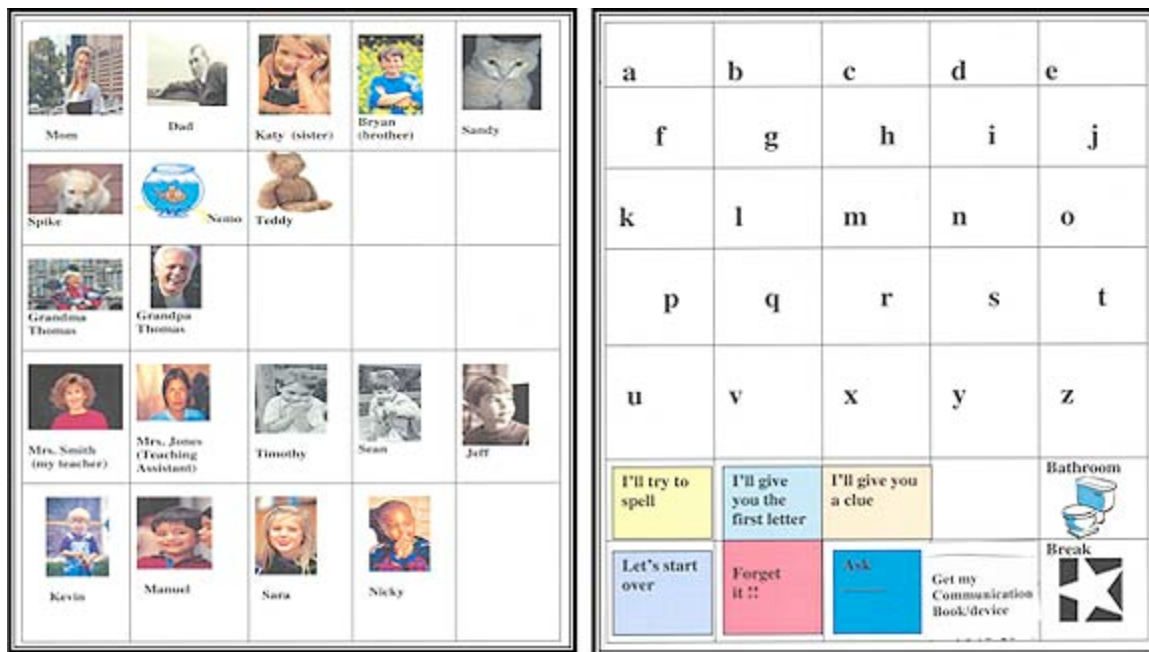 Mom
Dad
Katy (sister)
Bryan
(brother)
Sandy
Spike
Nemo
Teddy
Grandma
Thomas
Grandpa
Thomas
Mrs. Smith
(my teacher)
Mrs. Jones
(Teaching
Assistant)
Timothy
Sean
Jeff
Kevin
Manuel
Sara
Nicky
a b c d e
f g h i j
k l m n o
p q r s t
u v x y z
I'll try to
spell
I'll give
you the
first letter
I'll give you
a clue
Bathroom
Let's start
over
Forget
it !!
Ask
Get my
Communication
Book/device
Break